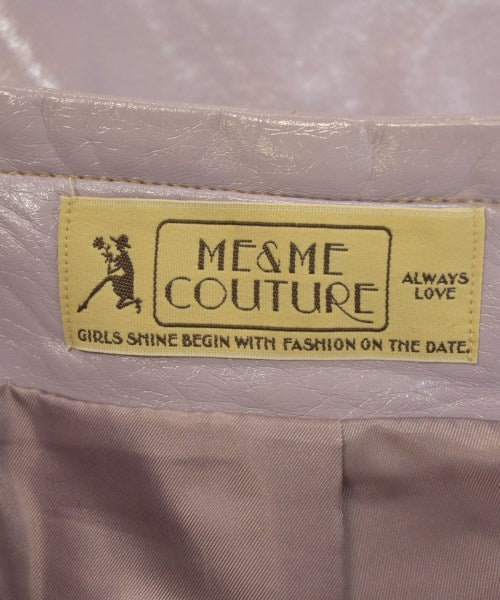 ME&ME
COUTURE
ALWAYS
LOVE
GIRLS SHINE BEGIN WITH FASHION ON THE DATE.